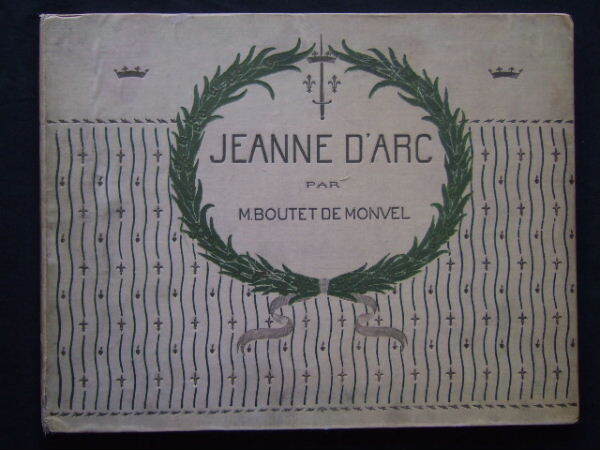 JEANNE D'ARC
PAR
M. BOUTET DE MONVEL